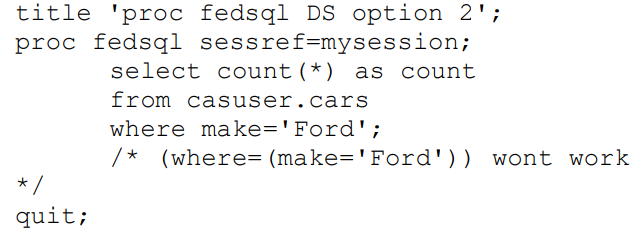 title 'proc fedsql DS option 2';
proc fedsql sessref=mysession;
select count(*) as count
from casuser.cars
where make='Ford';
/* (where=(make='Ford')) wont work
*/
quit;